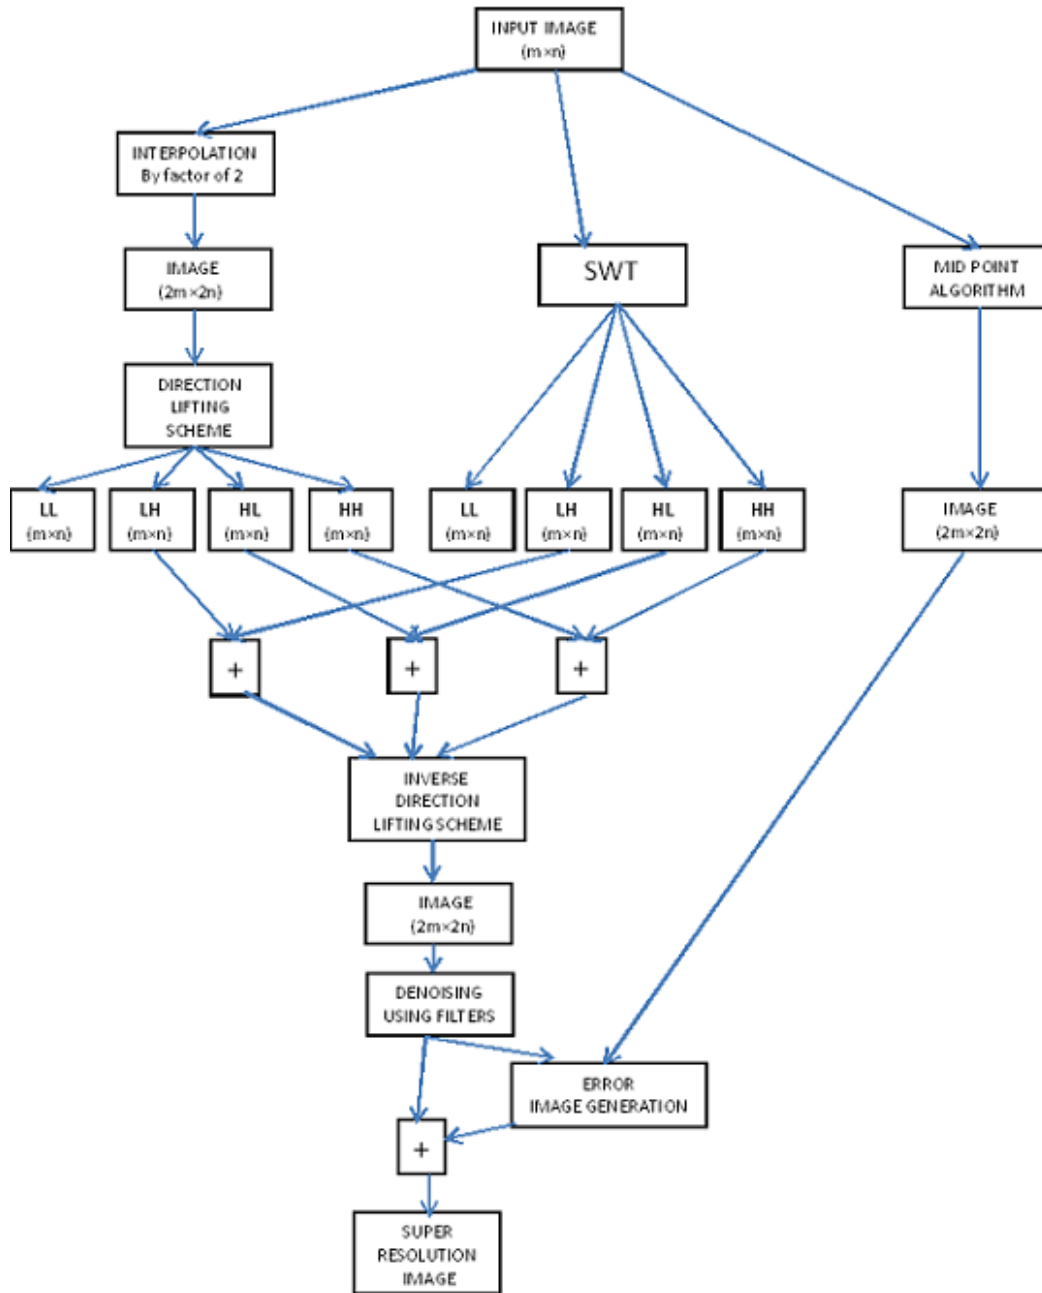 INPUT IMAGE
(m×n)
INTERPOLATION
By factor of 2
IMAGE
(2m×2n)
SWT
MID POINT
ALGORITHM
DIRECTION
LIFTING
SCHEME
LL
(m×n)
LH
(m×n)
HL
(m×n)
HH
(m×n)
LL
(m×n)
LH
(m×n)
HL
(m×n)
HH
(m×n)
IMAGE
(2m×2n)
+
+
+
INVERSE
DIRECTION
LIFTING SCHEME
IMAGE
(2m×2n)
DENOISING
USING FILTERS
ERROR
IMAGE GENERATION
+
SUPER
RESOLUTION
IMAGE